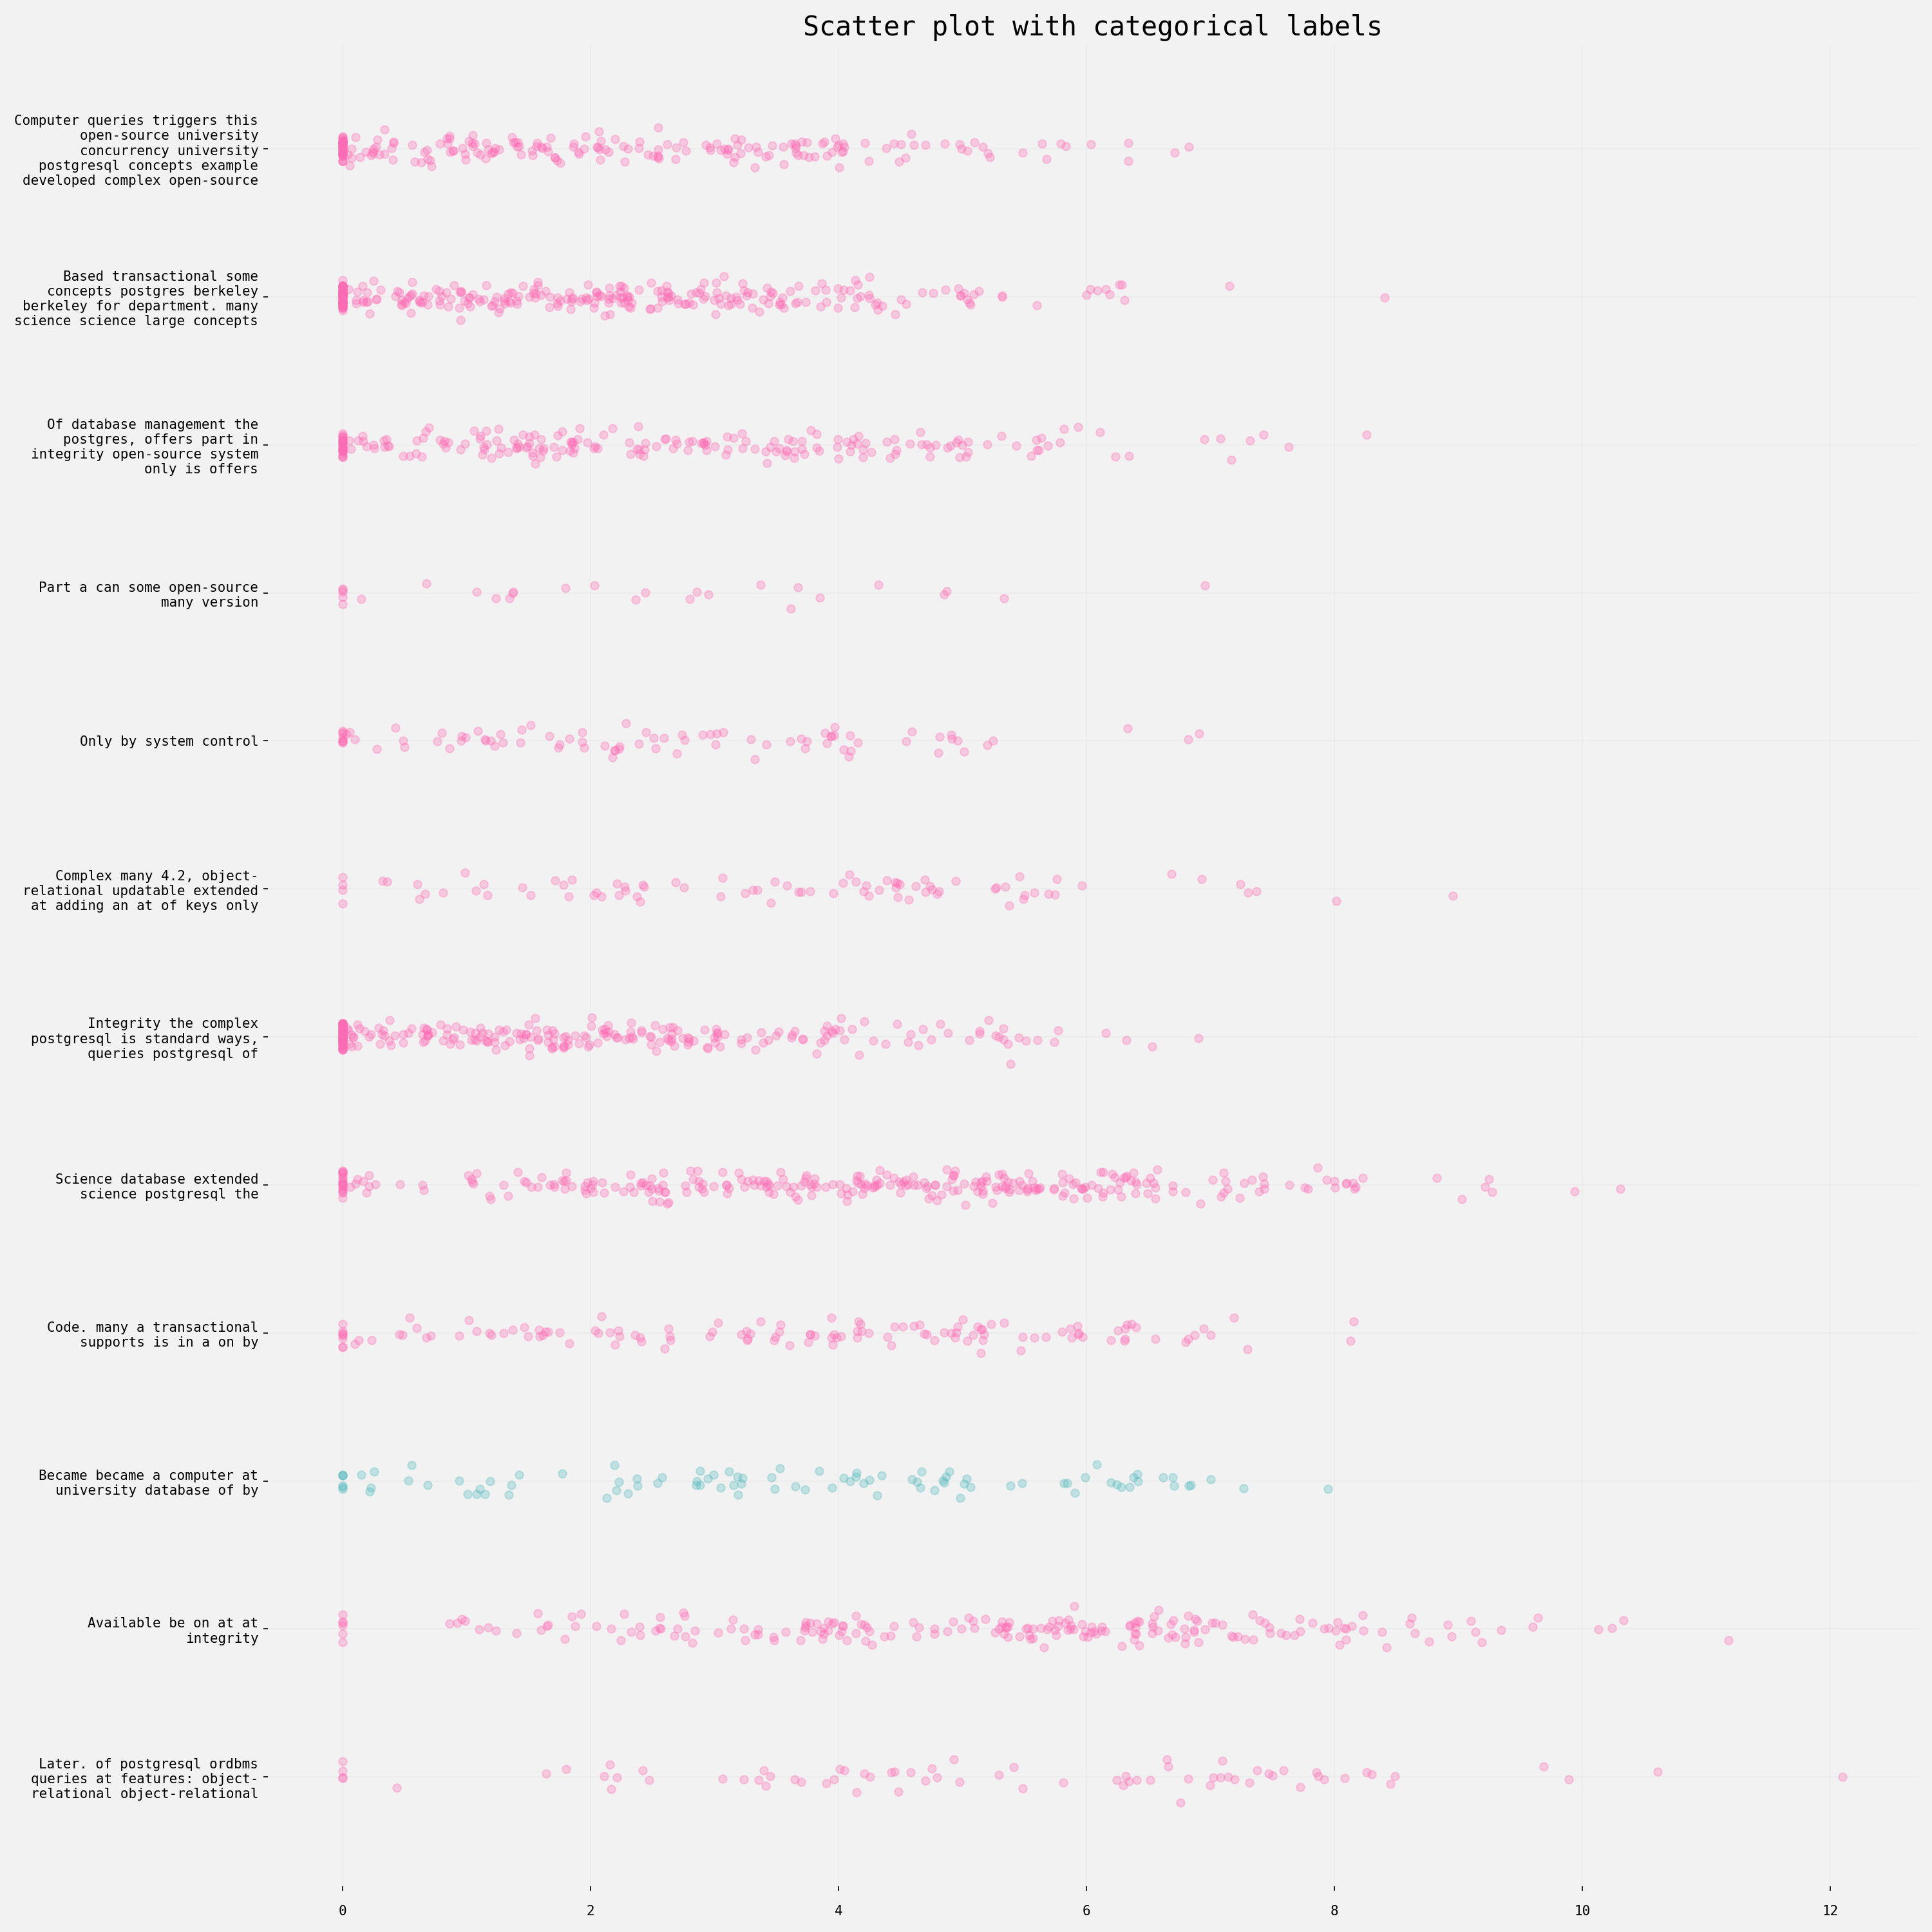 Scatter plot with categorical labels
Computer queries triggers this
open-source university
concurrency university
postgresql concepts example
developed complex open-source
Based transactional some
concepts postgres berkeley
berkeley for department. many
science science large concepts
Of database management the
postgres, offers part in
integrity open-source system
only is offers
Part a can some open-source
many version
Only by system control
Complex many 4.2, object-
relational updatable extended
at adding an at of keys only
Integrity the complex
postgresql is standard ways,
queries postgresql of
Science database extended
science postgresql the
Code. many a transactional
supports is in a on by
Became became a computer at
university database of by
Available be on at at
integrity
Later. of postgresql ordbms
queries at features: object-
relational object-relational
0 2 4 6 8 10 12